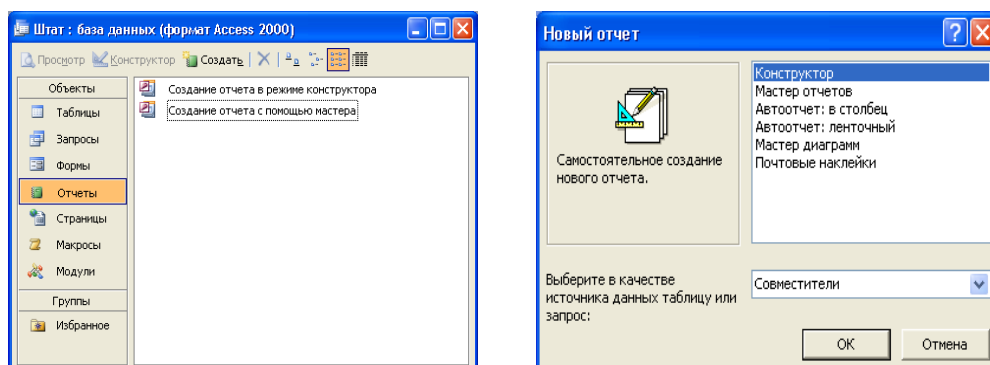 Штат : база данных (формат Access 2000)
Просмотр Конструктор Создать
Объекты
Таблицы
Запросы
Формы
Отчеты
Страницы
Макросы
Модули
Группы
Избранное
Создание отчета в режиме конструктора
Создание отчета с помощью мастера
Новый отчет
Самостоятельное создание
нового отчета.
Конструктор
Мастер отчетов
Автоотчет: в столбец
Автоотчет: ленточный
Мастер диаграмм
Почтовые наклейки
Выберите в качестве
источника данных таблицу или
запрос:
Совместители
ОК
Отмена